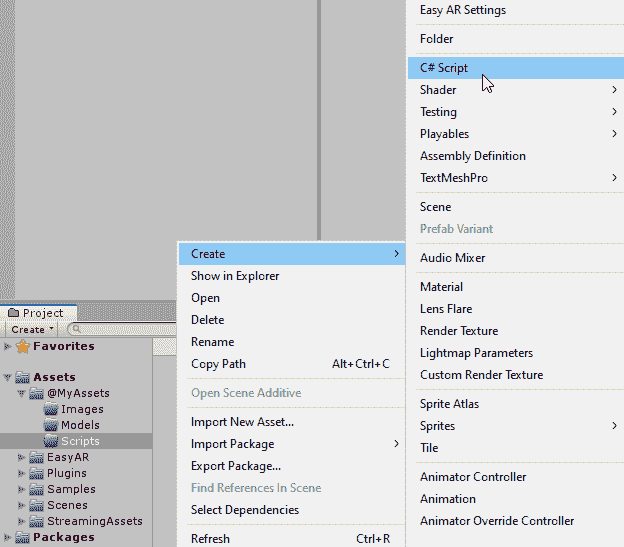 Easy AR Settings
Folder
C# Script
Shader
Testing
Playables
Assembly Definition
TextMeshPro
Scene
Prefab Variant
Audio Mixer
Material
Lens Flare
Render Texture
Lightmap Parameters
Custom Render Texture
Sprite Atlas
Sprites
Tile
Animator Controller
Animation
Animator Override Controller
Create
Show in Explorer
Open
Delete
Rename
Copy Path Alt+Ctrl+C
Open Scene Additive
Import New Asset...
Import Package
Export Package...
Find References In Scene
Select Dependencies
Refresh Ctrl+R
Project
Create
Favorites
Assets
@MyAssets
Images
Models
Scripts
EasyAR
Plugins
Samples
Scenes
StreamingAssets
Packages